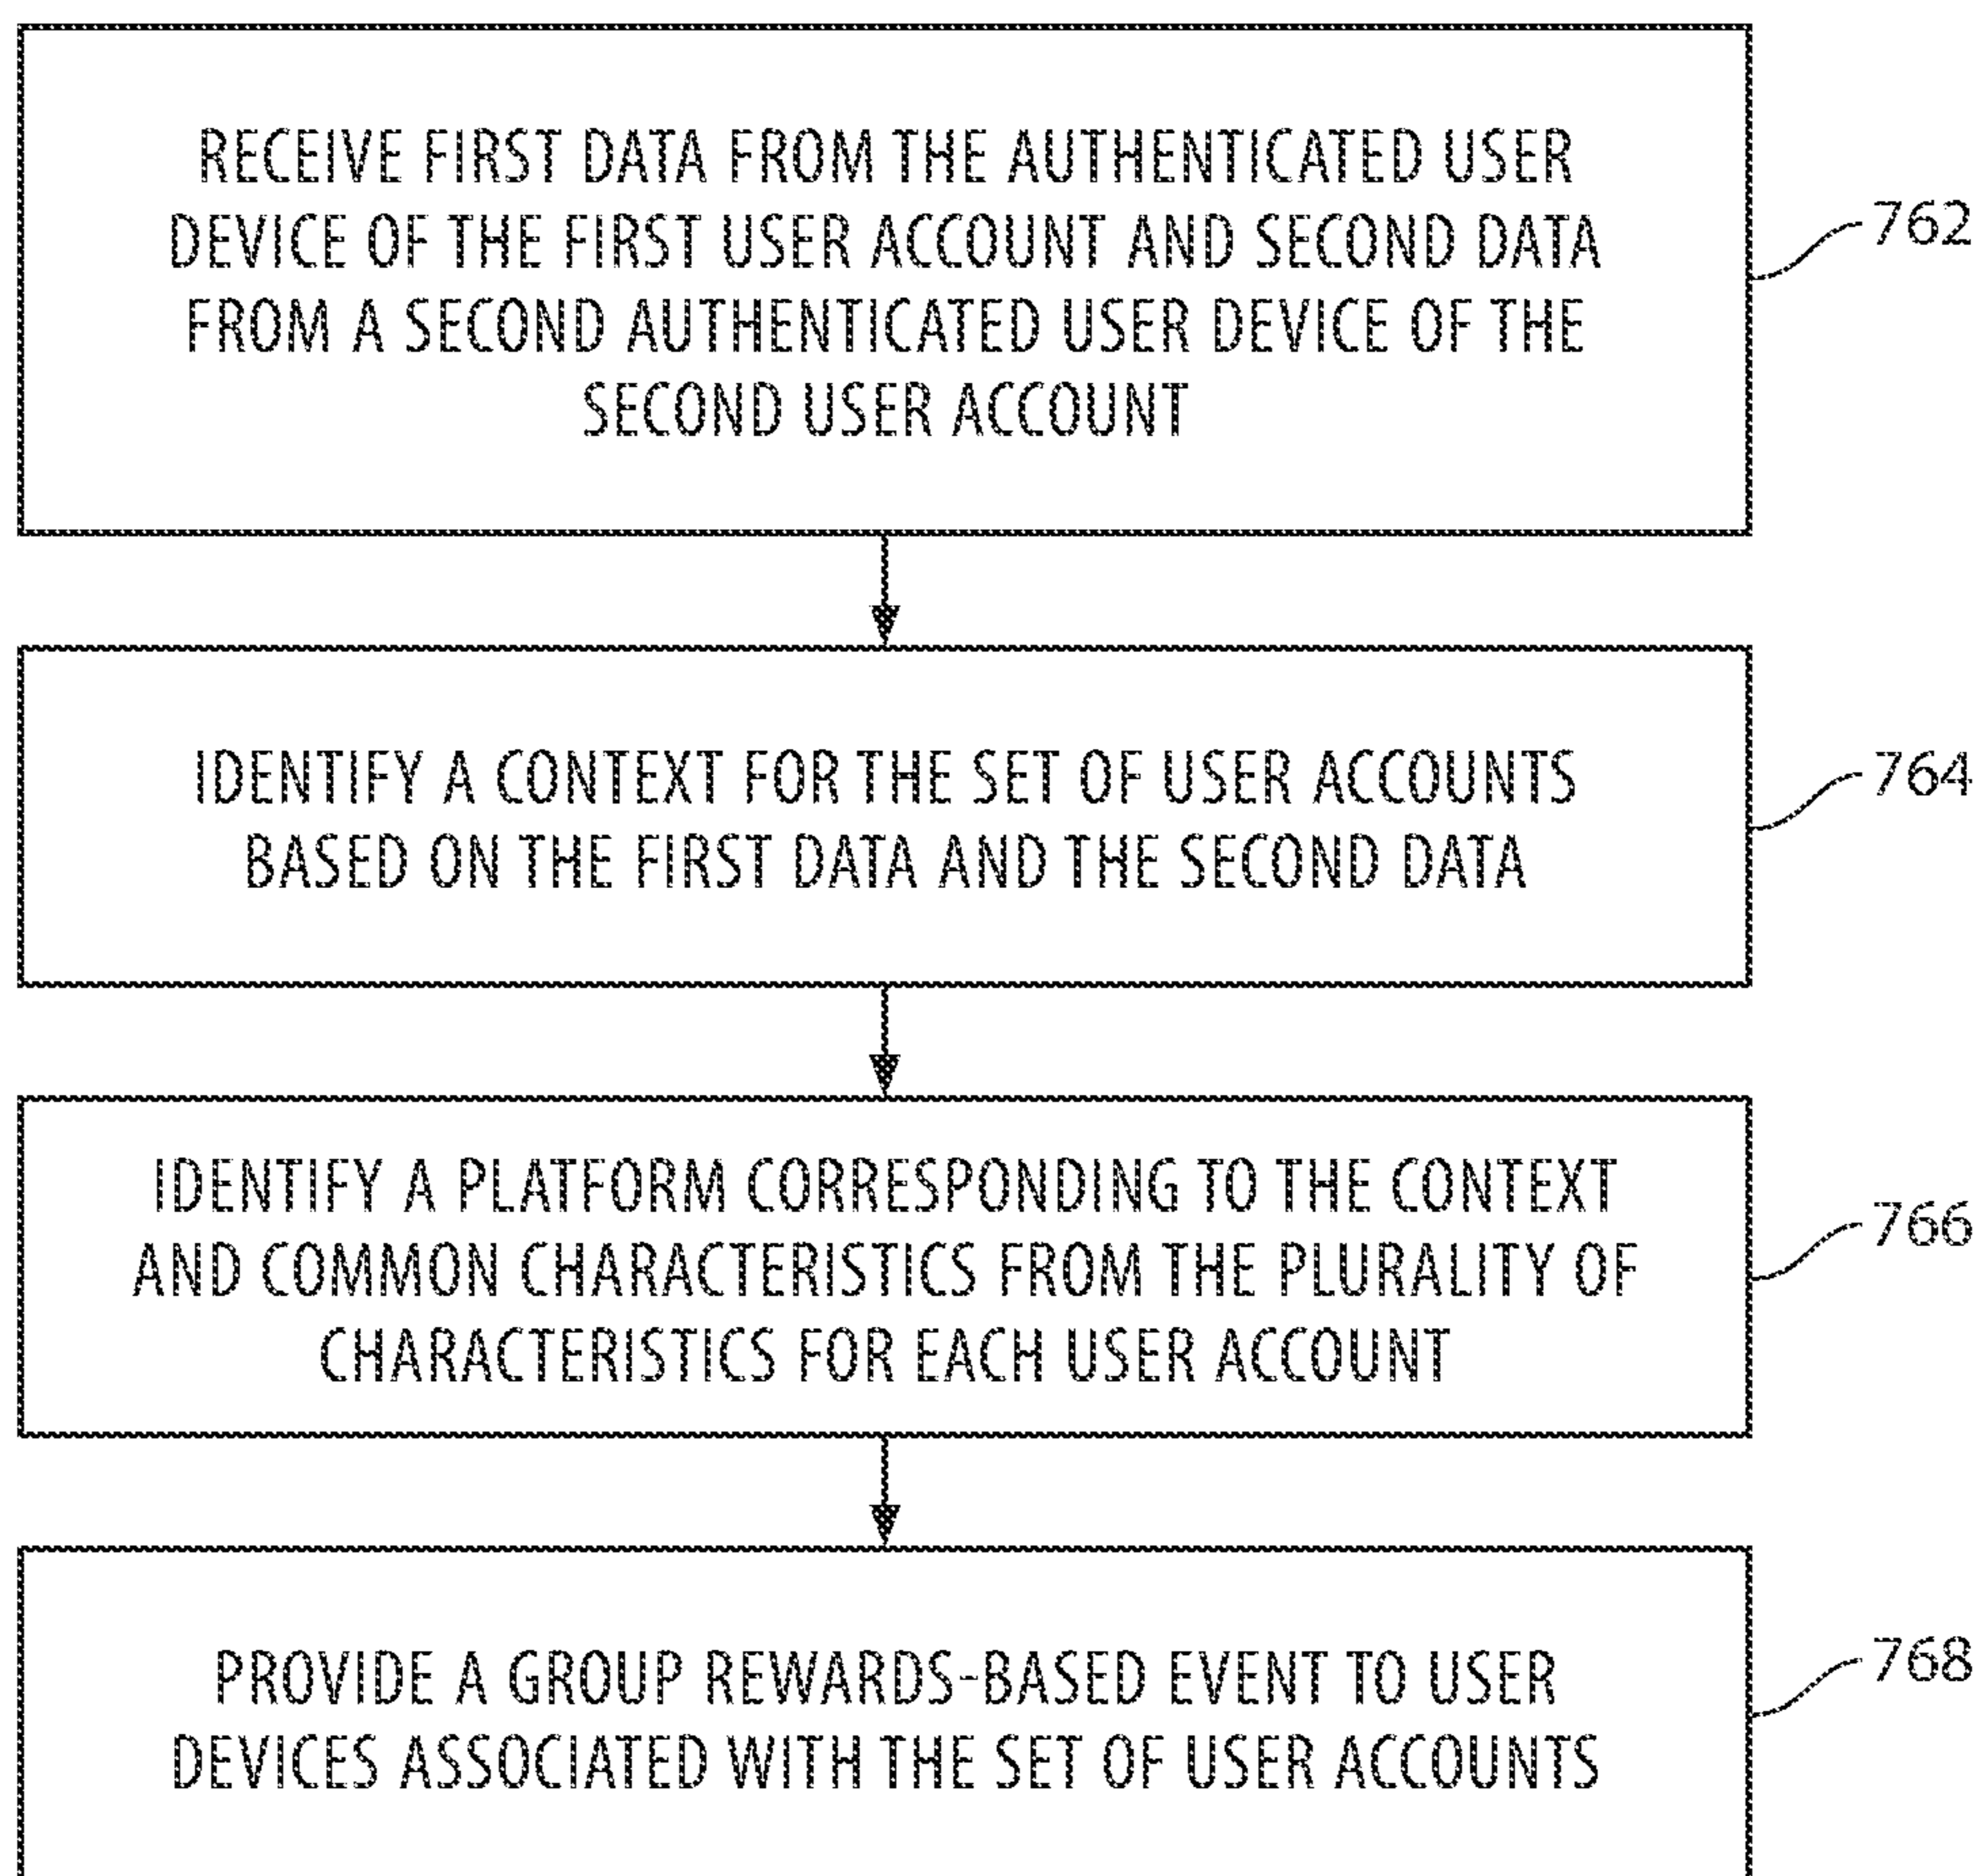 RECEIVE FIRST DATA FROM THE AUTHENTICATED USER
DEVICE OF THE FIRST USER ACCOUNT AND SECOND DATA
FROM A SECOND AUTHENTICATED USER DEVICE OF THE
SECOND USER ACCOUNT
762
IDENTIFY A CONTEXT FOR THE SET OF USER ACCOUNTS
BASED ON THE FIRST DATA AND THE SECOND DATA
764
IDENTIFY A PLATFORM CORRESPONDING TO THE CONTEXT
AND COMMON CHARACTERISTICS FROM THE PLURALITY OF
CHARACTERISTICS FOR EACH USER ACCOUNT
766
PROVIDE A GROUP REWARDS-BASED EVENT TO USER
DEVICES ASSOCIATED WITH THE SET OF USER ACCOUNTS
768